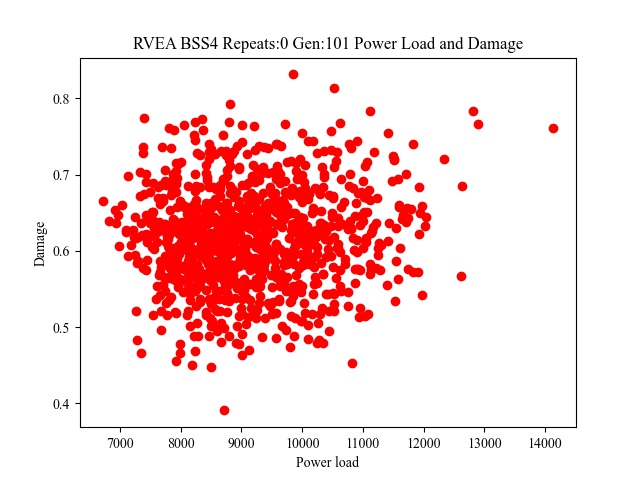 RVEA BSS4 Repeats:0 Gen:101 Power Load and Damage
0.8
0.7
0.6
0.5
0.4
Damage
7000 8000 9000 10000 11000 12000 13000 14000
Power load